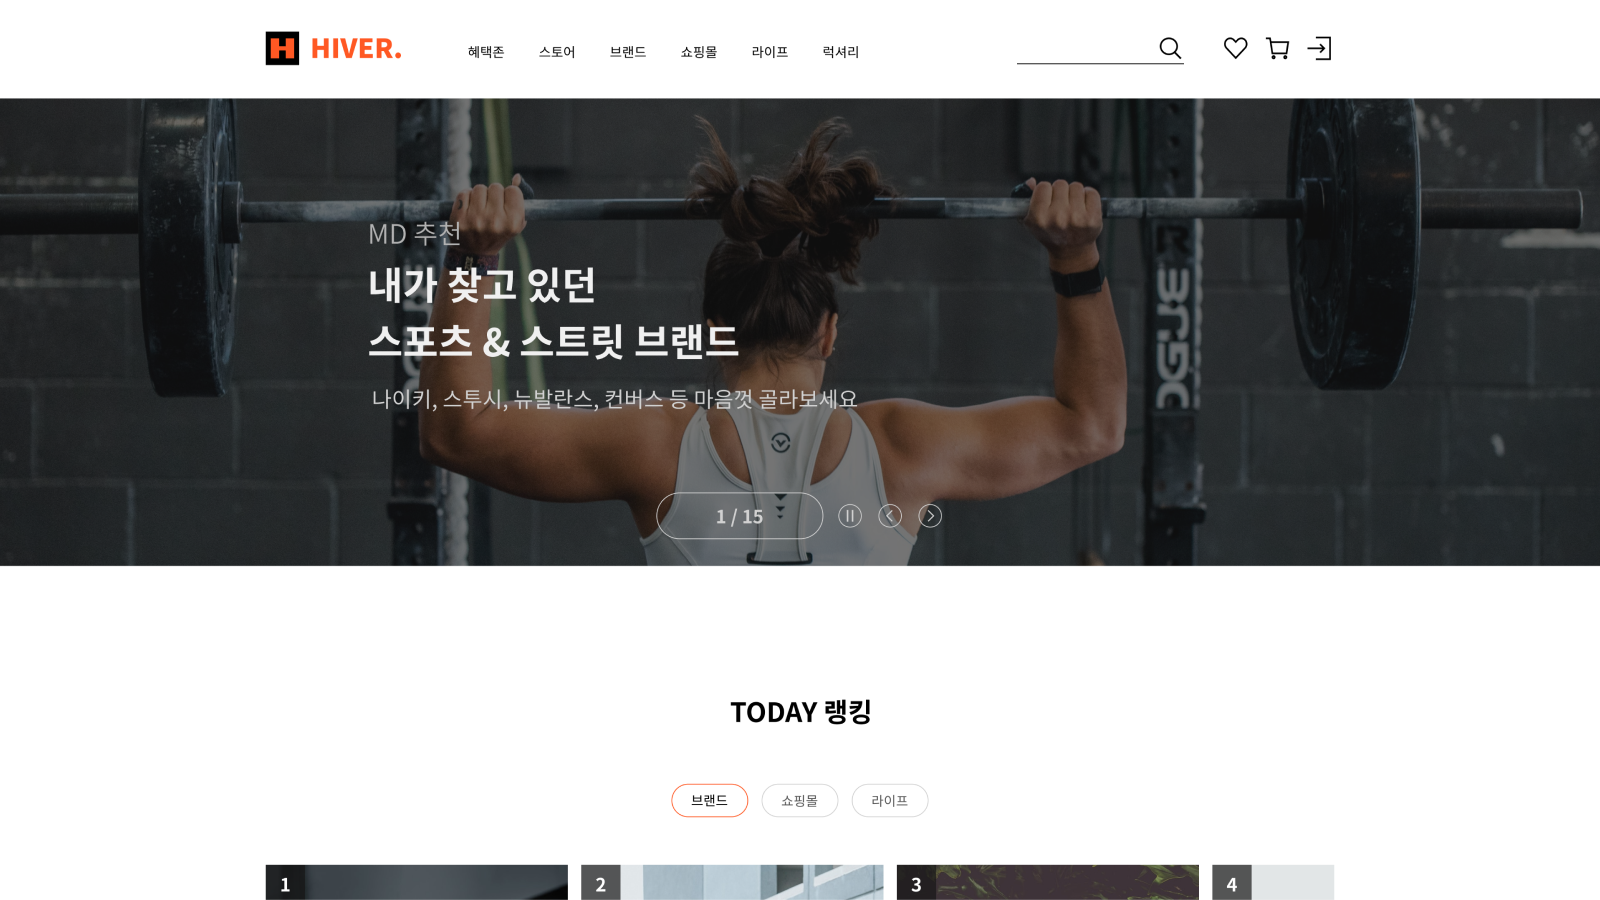 H HIVER.
혜택존 스토어 브랜드 쇼핑몰 라이프 럭셔리
MD 추천
내가 찾고 있던
스포츠 & 스트릿 브랜드
나이키, 스투시, 뉴발란스, 컨버스 등 마음껏 골라보세요
1 / 15
TODAY 랭킹
브랜드 쇼핑몰 라이프
1 2 3 4